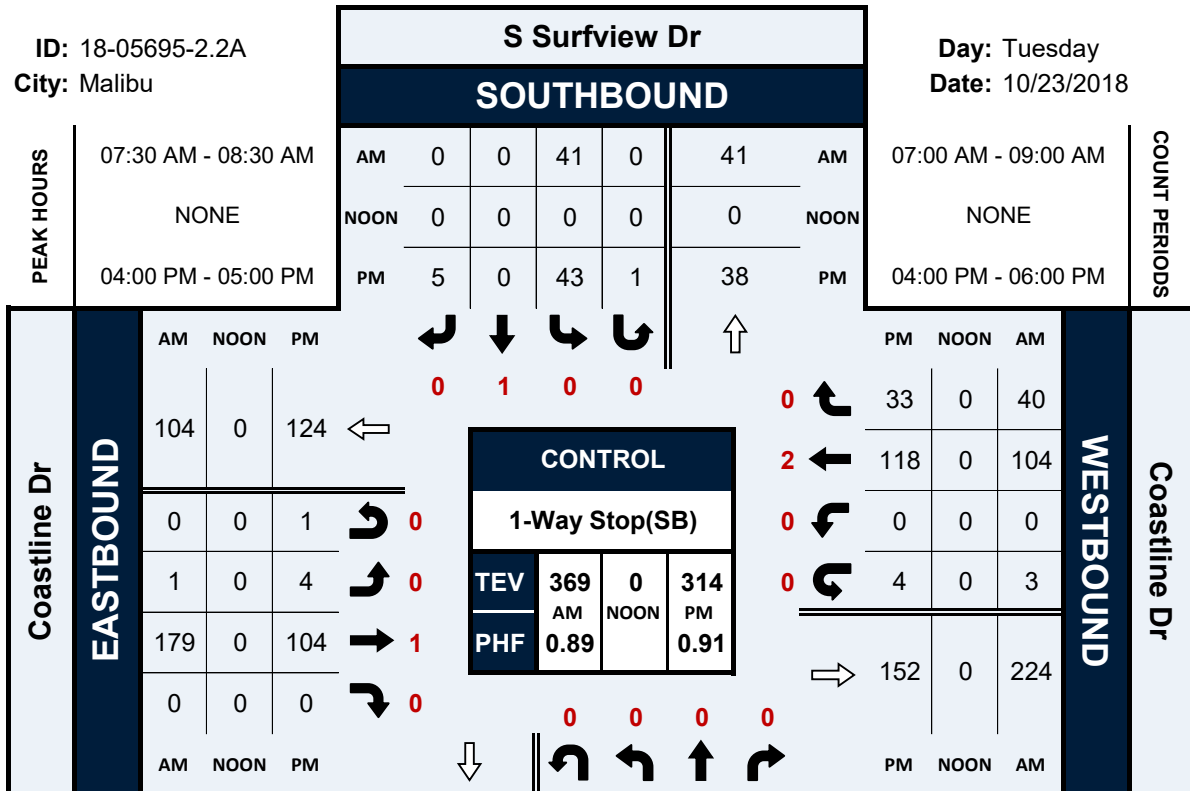 ID: 18-05695-2.2A
City: Malibu
S Surfview Dr
SOUTHBOUND
Day: Tuesday
Date: 10/23/2018
PEAK HOURS
07:30 AM - 08:30 AM
NONE
04:00 PM - 05:00 PM
AM 0 0 41 0 41 AM
NOON 0 0 0 0 0 NOON
PM 5 0 43 1 38 PM
07:00 AM - 09:00 AM
NONE
04:00 PM - 06:00 PM
COUNT PERIODS
0 1 0 0
Coastline Dr
EASTBOUND
AM NOON PM
104 0 124
0 0 1 0
1 0 4 0
179 0 104 1
0 0 0 0
AM NOON PM
CONTROL
1-Way Stop(SB)
TEV 369 0 314
AM NOON PM
PHF 0.89 0.91
PM NOON AM
0 33 0 40
2 118 0 104
0 0 0 0
0 4 0 3
152 0 224
PM NOON AM
WESTBOUND
Coastline Dr
0 0 0 0